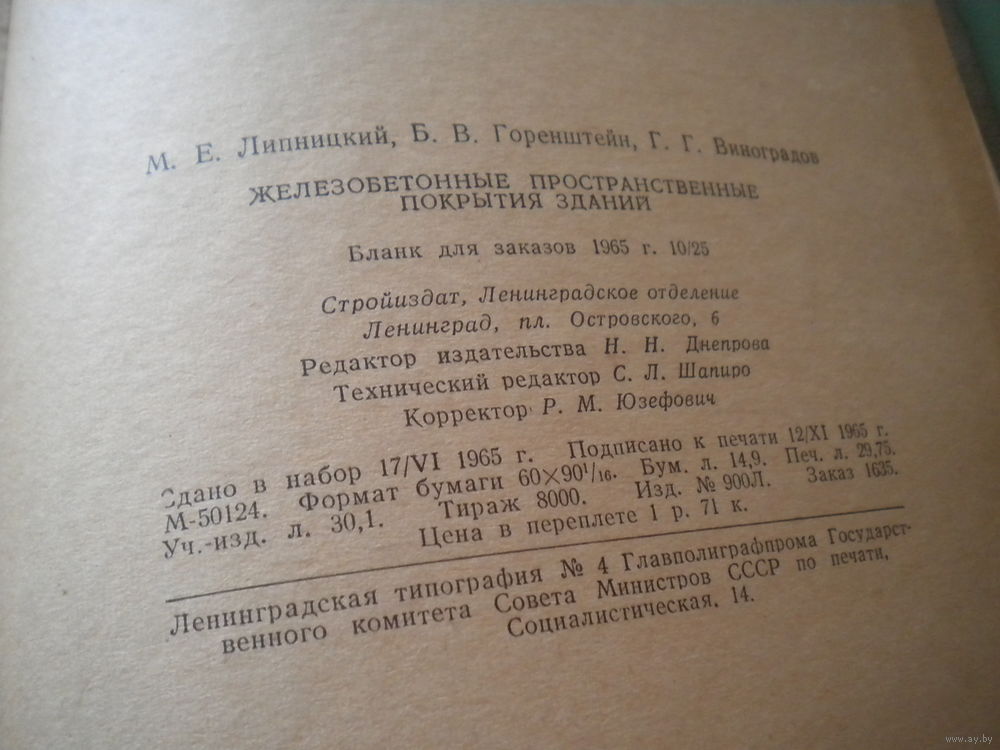 М. Е. Липницкий, Б. В. Горенштейн, Г. Г. Виноградов
ЖЕЛЕЗОБЕТОННЫЕ ПРОСТРАНСТВЕННЫЕ
ПОКРЫТИЯ ЗДАНИЙ
Бланк для заказов 1965 г. 10/25
Стройиздат, Ленинградское отделение
Ленинград, пл. Островского, 6
Редактор издательства Н. Н. Днепрова
Технический редактор С. Л. Шапиро
Корректор Р. М. Юзефович
Сдано в набор 17/VI 1965 г. Подписано к печати 12/XI 1965 г.
М-50124. Формат бумаги 60×90¹/₁₆. Бум. л. 14,9. Печ. л. 29,75.
Уч.-изд. л. 30,1. Тираж 8000. Изд. № 900Л. Заказ 1635.
Цена в переплете 1 р. 71 к.
Ленинградская типография № 4 Главполиграфпрома Государст-
венного комитета Совета Министров СССР по печати,
Социалистическая, 14.
www.ay.by